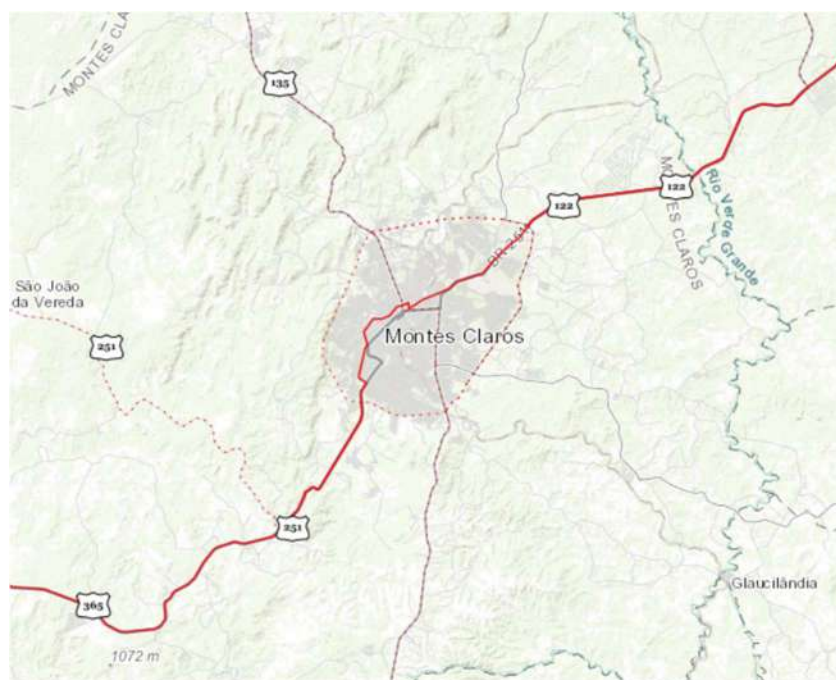 MONTES CLA
135
122
122
Rio Verde Grande
MONTES CLAROS
BR 251
São João
da Vereda
251
Montes Claros
251
365
1072 m
Glaucilândia